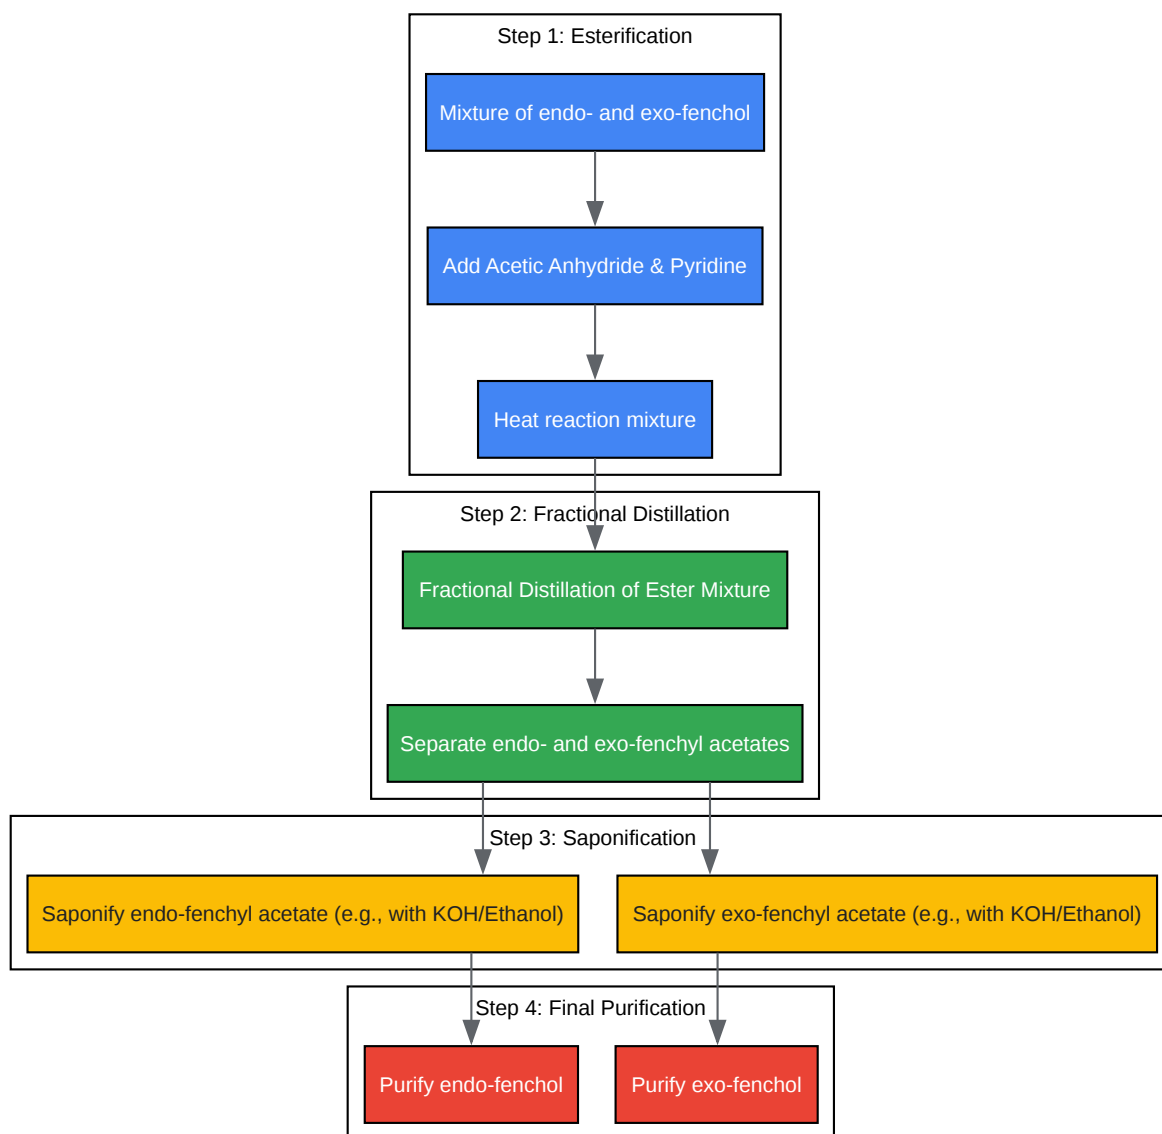 Step 1: Esterification
Mixture of endo- and exo-fenchol
Add Acetic Anhydride & Pyridine
Heat reaction mixture
Step 2: Fractional Distillation
Fractional Distillation of Ester Mixture
Separate endo- and exo-fenchyl acetates
Step 3: Saponification
Saponify endo-fenchyl acetate (e.g., with KOH/Ethanol)
Saponify exo-fenchyl acetate (e.g., with KOH/Ethanol)
Step 4: Final Purification
Purify endo-fenchol
Purify exo-fenchol